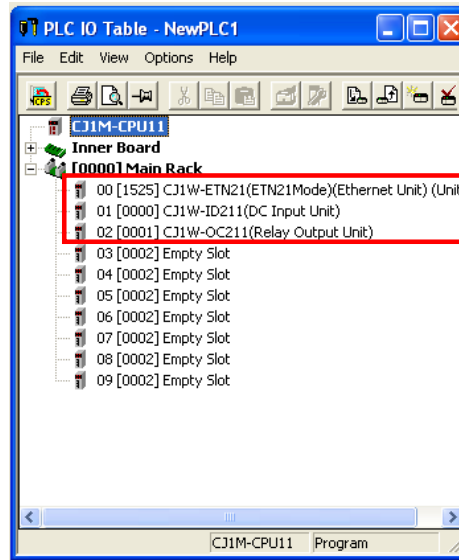 PLC IO Table - NewPLC1
File Edit View Options Help
CPS
CJ1M-CPU11
Inner Board
[0000] Main Rack
00 [1525] CJ1W-ETN21(ETN21Mode)(Ethernet Unit) (Unit
01 [0000] CJ1W-ID211(DC Input Unit)
02 [0001] CJ1W-OC211(Relay Output Unit)
03 [0002] Empty Slot
04 [0002] Empty Slot
05 [0002] Empty Slot
06 [0002] Empty Slot
07 [0002] Empty Slot
08 [0002] Empty Slot
09 [0002] Empty Slot
CJ1M-CPU11 Program